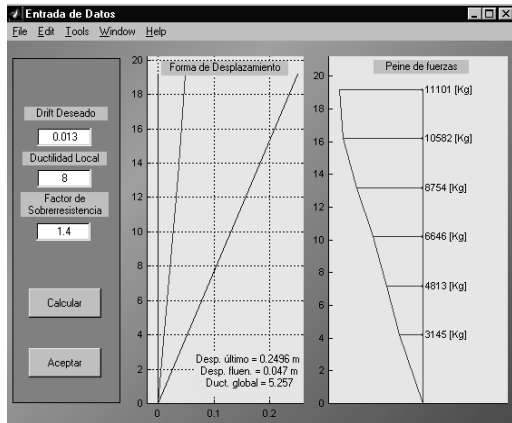 Entrada de Datos
File Edit Tools Window Help
Drift Deseado
0.013
Ductilidad Local
8
Factor de
Sobrerresistencia
1.4
Calcular
Aceptar
Forma de Desplazamiento
20
18
16
14
12
10
8
6
4
2
0
0 0.1 0.2
Desp. último = 0.2496 m
Desp. fluen. = 0.047 m
Duct. global = 5.257
Peine de fuerzas
20
18
16
14
12
10
8
6
4
2
0
11101 [Kg]
10582 [Kg]
8754 [Kg]
6646 [Kg]
4813 [Kg]
3145 [Kg]